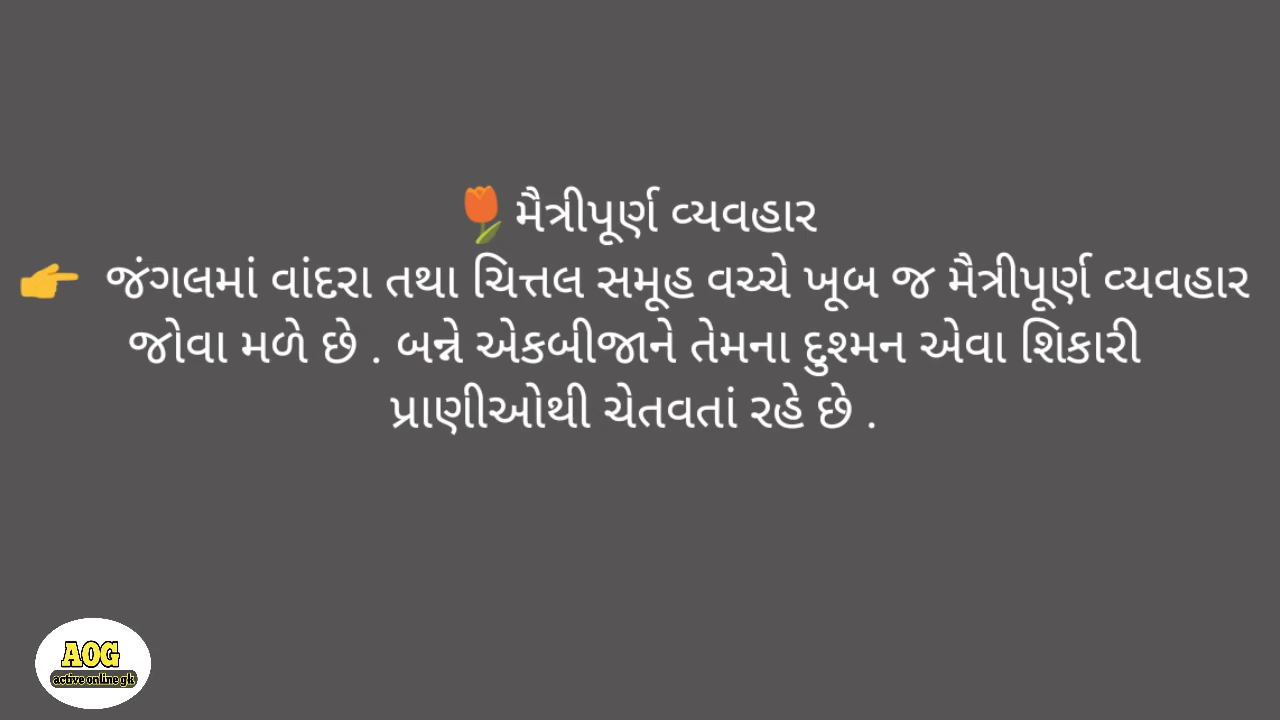 🌷મૈત્રીપૂર્ણ વ્યવહાર
👉 જંગલમાં વાંદરા તથા ચિત્તલ સમૂહ વચ્ચે ખૂબ જ મૈત્રીપૂર્ણ વ્યવહાર
જોવા મળે છે . બન્ને એકબીજાને તેમના દુશ્મન એવા શિકારી
પ્રાણીઓથી ચેતવતાં રહે છે .
AOG
active online gk